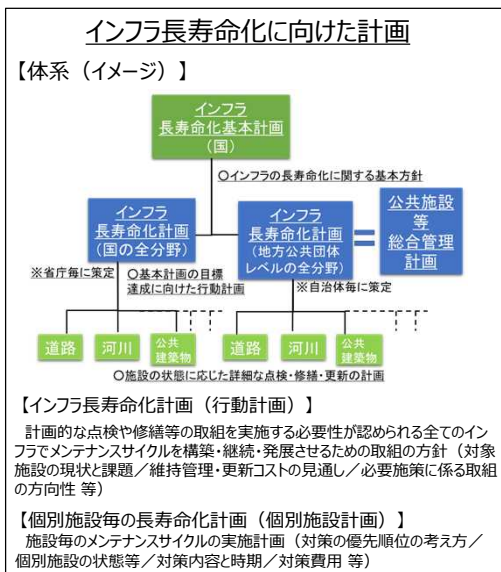 インフラ長寿命化に向けた計画
【体系（イメージ）】
インフラ
長寿命化基本計画
（国）
○インフラの長寿命化に関する基本方針
インフラ
長寿命化計画
（国の全分野）
インフラ
長寿命化計画
（地方公共団体
レベルの全分野）
公共施設
等
総合管理
計画
※省庁毎に策定
○基本計画の目標
達成に向けた行動計画
※自治体毎に策定
道路
河川
公共
建築物
道路
河川
公共
建築物
○施設の状態に応じた詳細な点検・修繕・更新の計画
【インフラ長寿命化計画（行動計画）】
計画的な点検や修繕等の取組を実施する必要性が認められる全てのイン
フラでメンテナンスサイクルを構築・継続・発展させるための取組の方針（対象
施設の現状と課題／維持管理・更新コストの見通し／必要施策に係る取組
の方向性 等）
【個別施設毎の長寿命化計画（個別施設計画）】
施設毎のメンテナンスサイクルの実施計画（対策の優先順位の考え方／
個別施設の状態等／対策内容と時期／対策費用 等）